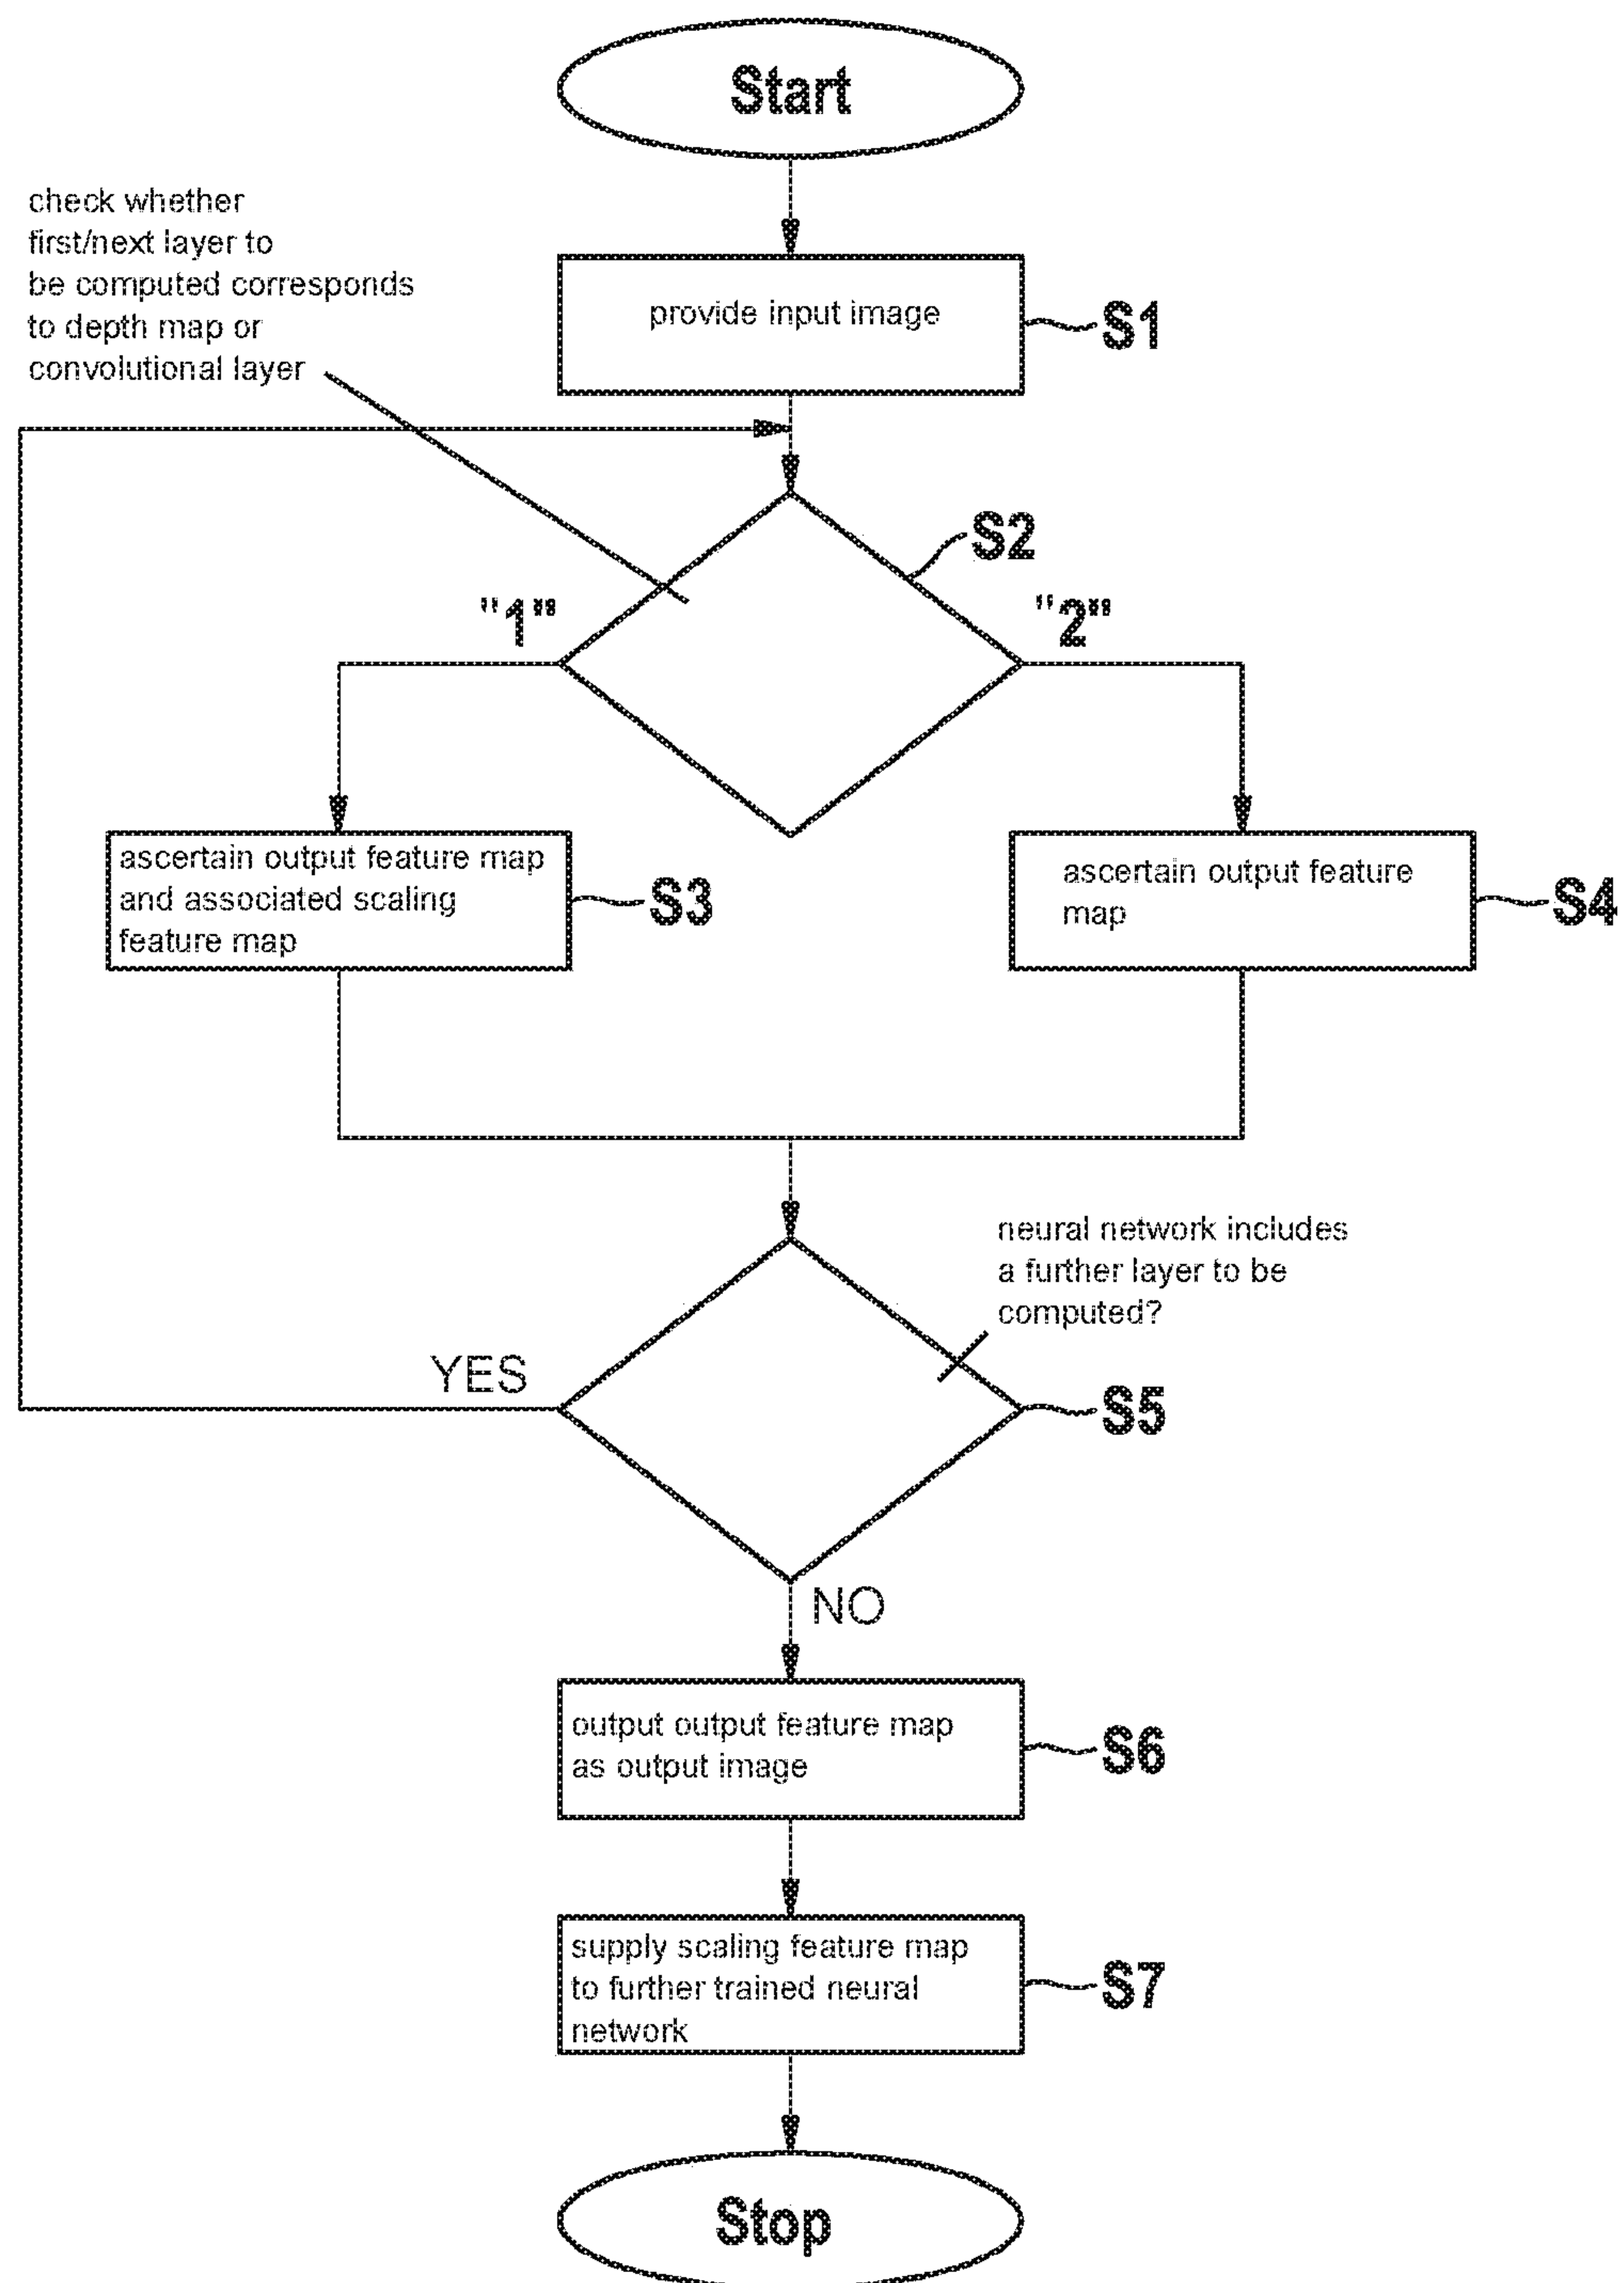 Start
check whether
first/next layer to
be computed corresponds
to depth map or
convolutional layer
provide input image
S1
S2
"1"
"2"
ascertain output feature map
and associated scaling
feature map
S3
ascertain output feature
map
S4
neural network includes
a further layer to be
computed?
YES
S5
NO
output output feature map
as output image
S6
supply scaling feature map
to further trained neural
network
S7
Stop